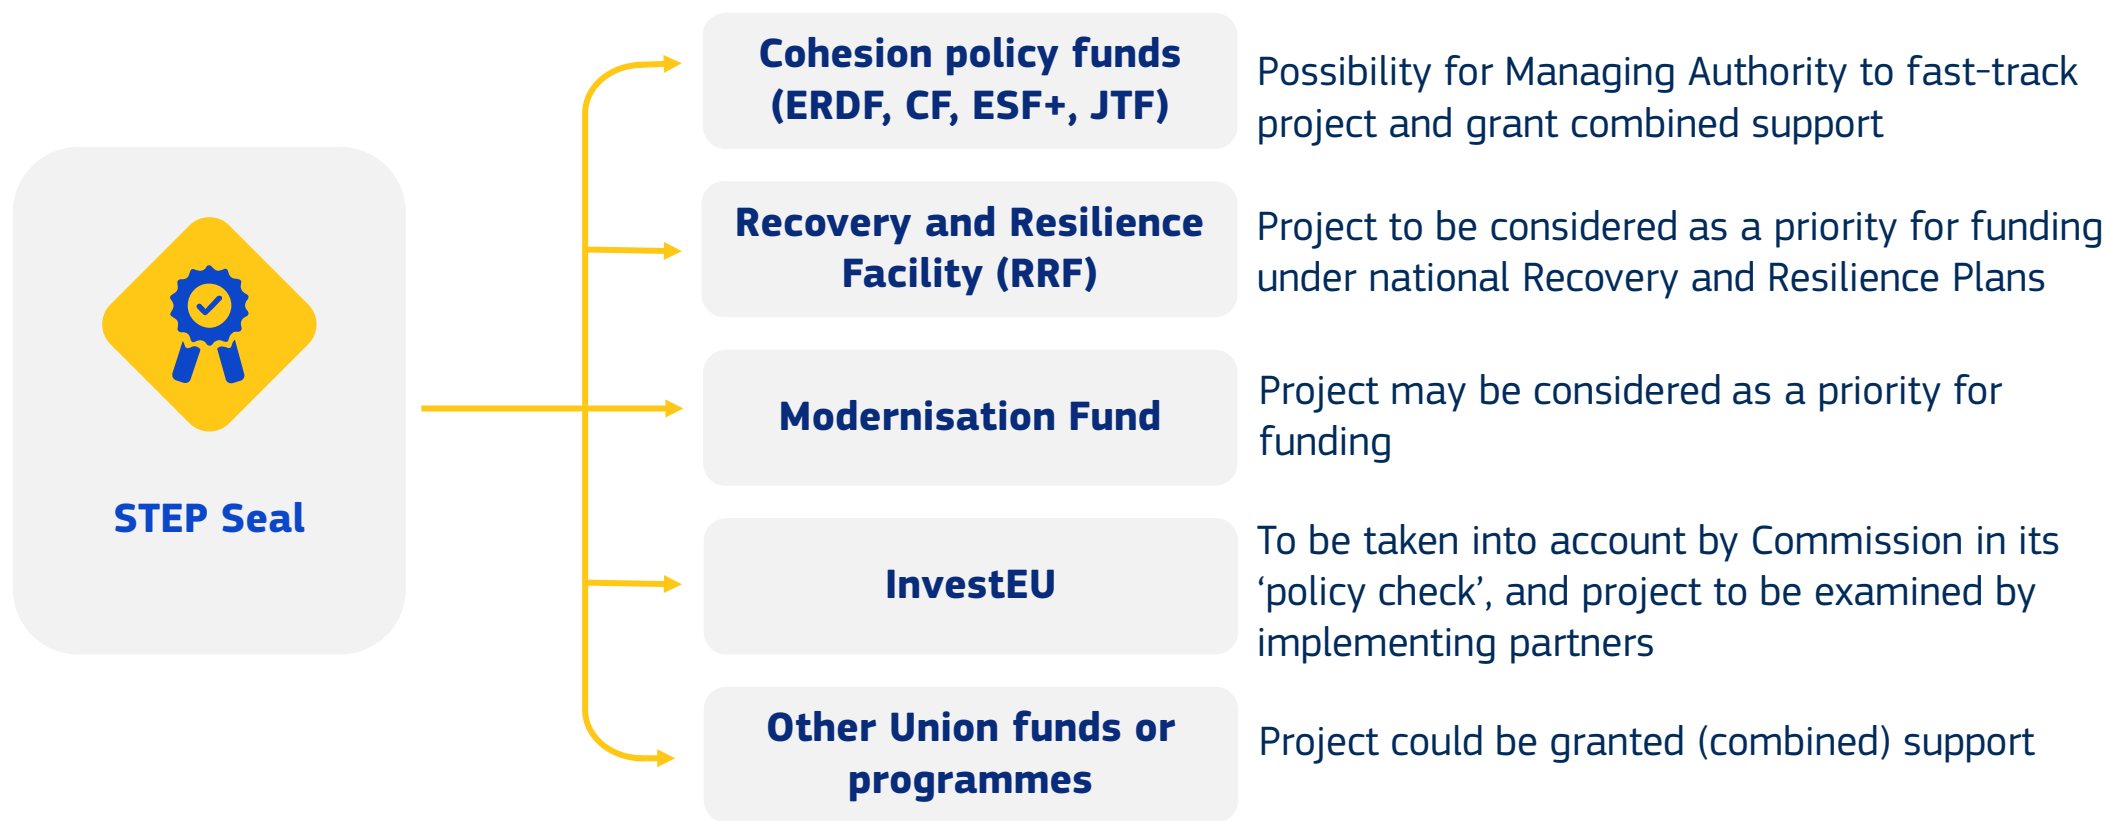 STEP Seal
Cohesion policy funds
(ERDF, CF, ESF+, JTF)
Possibility for Managing Authority to fast-track
project and grant combined support
Recovery and Resilience
Facility (RRF)
Project to be considered as a priority for funding
under national Recovery and Resilience Plans
Modernisation Fund
Project may be considered as a priority for
funding
InvestEU
To be taken into account by Commission in its
‘policy check’, and project to be examined by
implementing partners
Other Union funds or
programmes
Project could be granted (combined) support